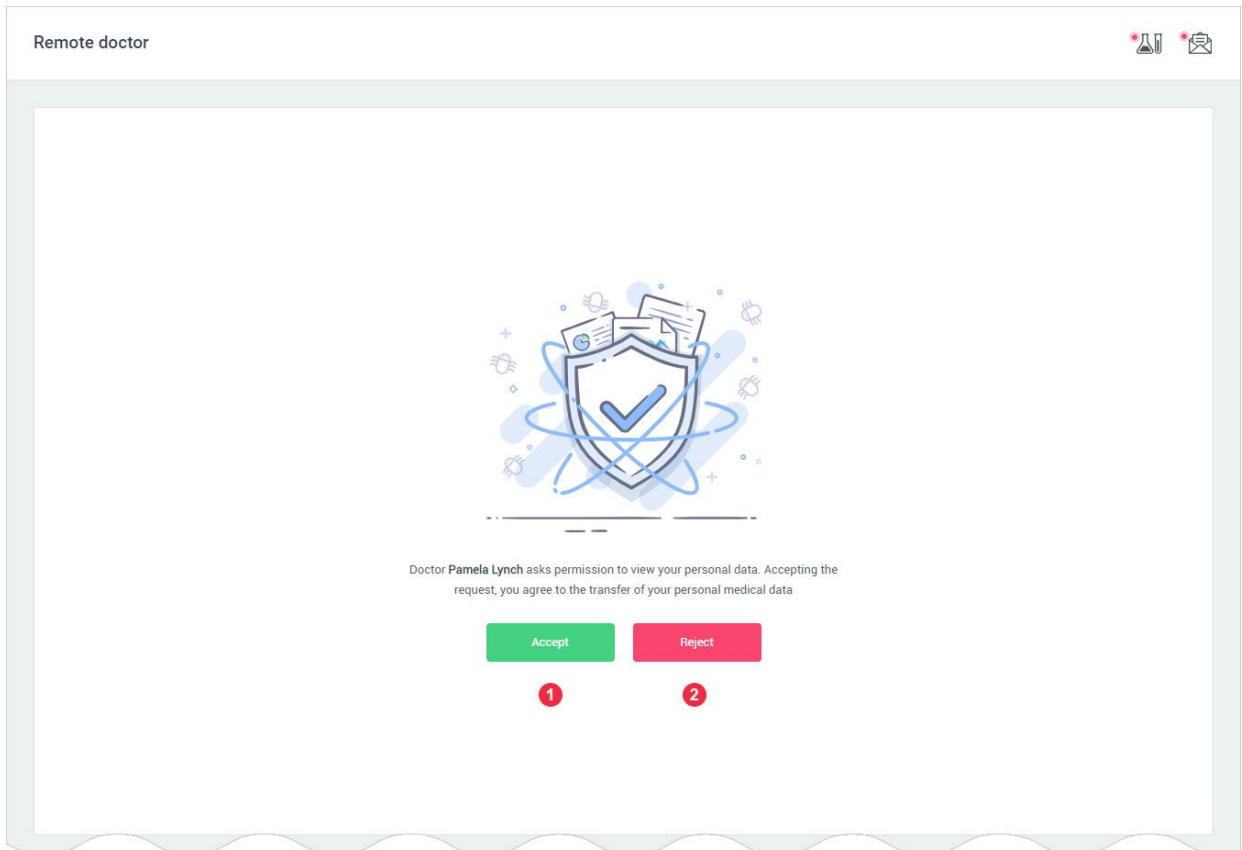 Remote doctor
Doctor Pamela Lynch asks permission to view your personal data. Accepting the
request, you agree to the transfer of your personal medical data
Accept
Reject
1
2